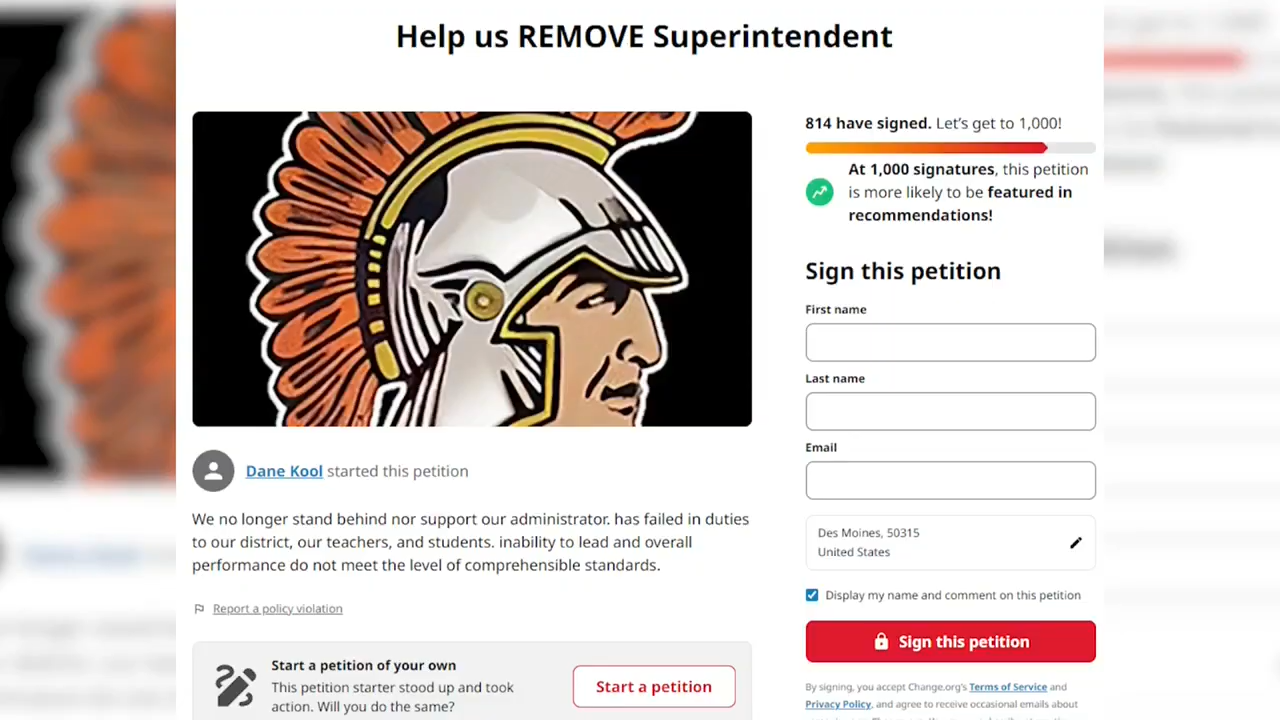 Help us REMOVE Superintendent
814 have signed. Let's get to 1,000!
At 1,000 signatures, this petition
is more likely to be featured in
recommendations!
Sign this petition
First name
Last name
Email
Des Moines, 50315
United States
Display my name and comment on this petition
Sign this petition
By signing, you accept Change.org's Terms of Service and
Privacy Policy, and agree to receive occasional emails about
Dane Kool started this petition
We no longer stand behind nor support our administrator. has failed in duties
to our district, our teachers, and students. inability to lead and overall
performance do not meet the level of comprehensible standards.
Report a policy violation
Start a petition of your own
This petition starter stood up and took
action. Will you do the same?
Start a petition